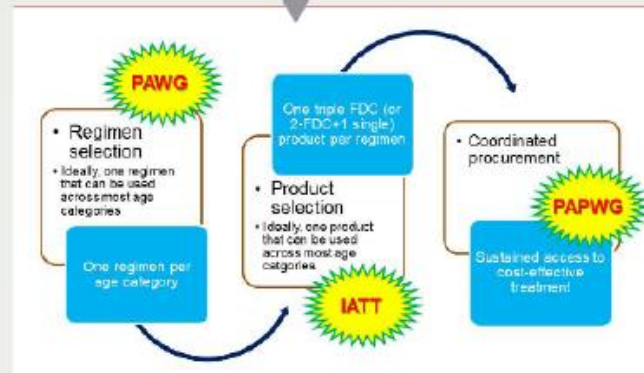 PAWG
• Regimen
selection
• Ideally, one regimen
that can be used
across most age
categories
One regimen per
age category
One triple FDC (or
2-FDC+1 single)
product per regimen
• Product
selection
• Ideally, one product
that can be used
across most age
catgories
IATT
• Coordinated
procurement
PAPWG
Sustained access to
cost-effective
treatment